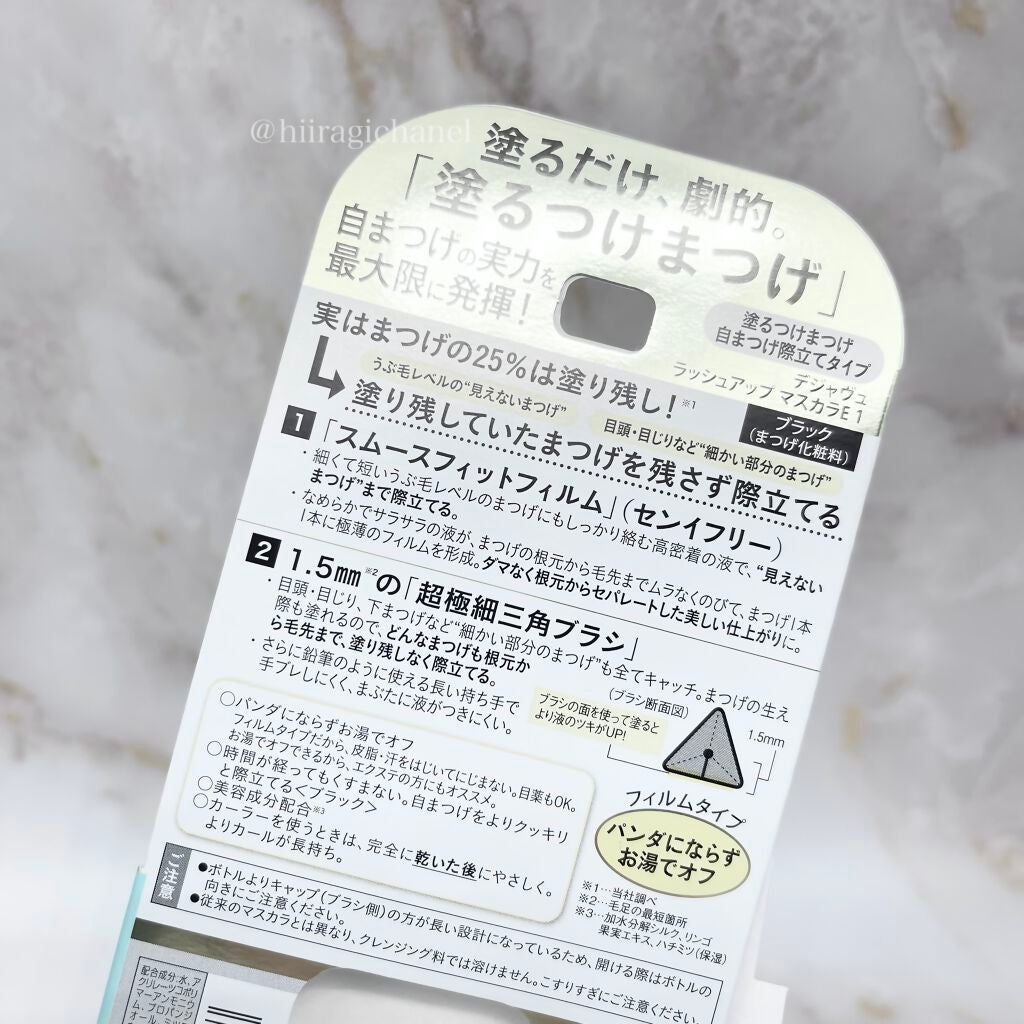 @hiiragichanel
塗るだけ、劇的。
「塗るつけまつげ」
自まつげの実力を
最大限に発揮!
塗るつけまつげ
自まつげ際立てタイプ
デジャヴュ
ラッシュアップ マスカラE 1
ブラック
(まつげ化粧料)
実はまつげの25%は塗り残し!※1
うぶ毛レベルの“見えないまつげ”
目頭・目じりなど“細かい部分のまつげ”
塗り残していたまつげを残さず際立てる
1 「スムースフィットフィルム」(センイフリー)
・細くて短いうぶ毛レベルのまつげにもしっかり絡む高密着の液で、“見えない
まつげ”まで際立てる。
・なめらかでサラサラの液が、まつげの根元から毛先までムラなくのびて、まつげ1本
1本に極薄のフィルムを形成。ダマなく根元からセパレートした美しい仕上がりに。
2 1.5mm※2の「超極細三角ブラシ」
・目頭・目じり、下まつげなど“細かい部分のまつげ”も全てキャッチ。まつげの生え
際も塗れるので、どんなまつげも根元か
ら毛先まで、塗り残しなく際立てる。
・さらに鉛筆のように使える長い持ち手で
手ブレしにくく、まぶたに液がつきにくい。
(ブラシ断面図)
ブラシの面を使って塗ると
より液のツキがUP!
1.5mm
○パンダにならずお湯でオフ
フィルムタイプだから、皮脂・汗をはじいてにじまない。目薬もOK。
お湯でオフできるから、エクステの方にもオススメ。
○時間が経ってもくすまない。自まつげをよりクッキリ
と際立てる<ブラック>
○美容成分配合※3
○カーラーを使うときは、完全に乾いた後にやさしく。
よりカールが長持ち。
フィルムタイプ
パンダにならず
お湯でオフ
※1…当社調べ
※2…毛足の最短箇所
※3…加水分解シルク、リンゴ
果実エキス、ハチミツ(保湿)
ご注意
●ボトルよりキャップ(ブラシ側)の方が長い設計になっているため、開ける際はボトルの
向きにご注意ください。
●従来のマスカラとは異なり、クレンジング料では溶けません。こすりすぎにご注意ください。
配合成分:水、ア
クリレーツコポリ
マーアンモニウ
ム、プロパンジ
オール、